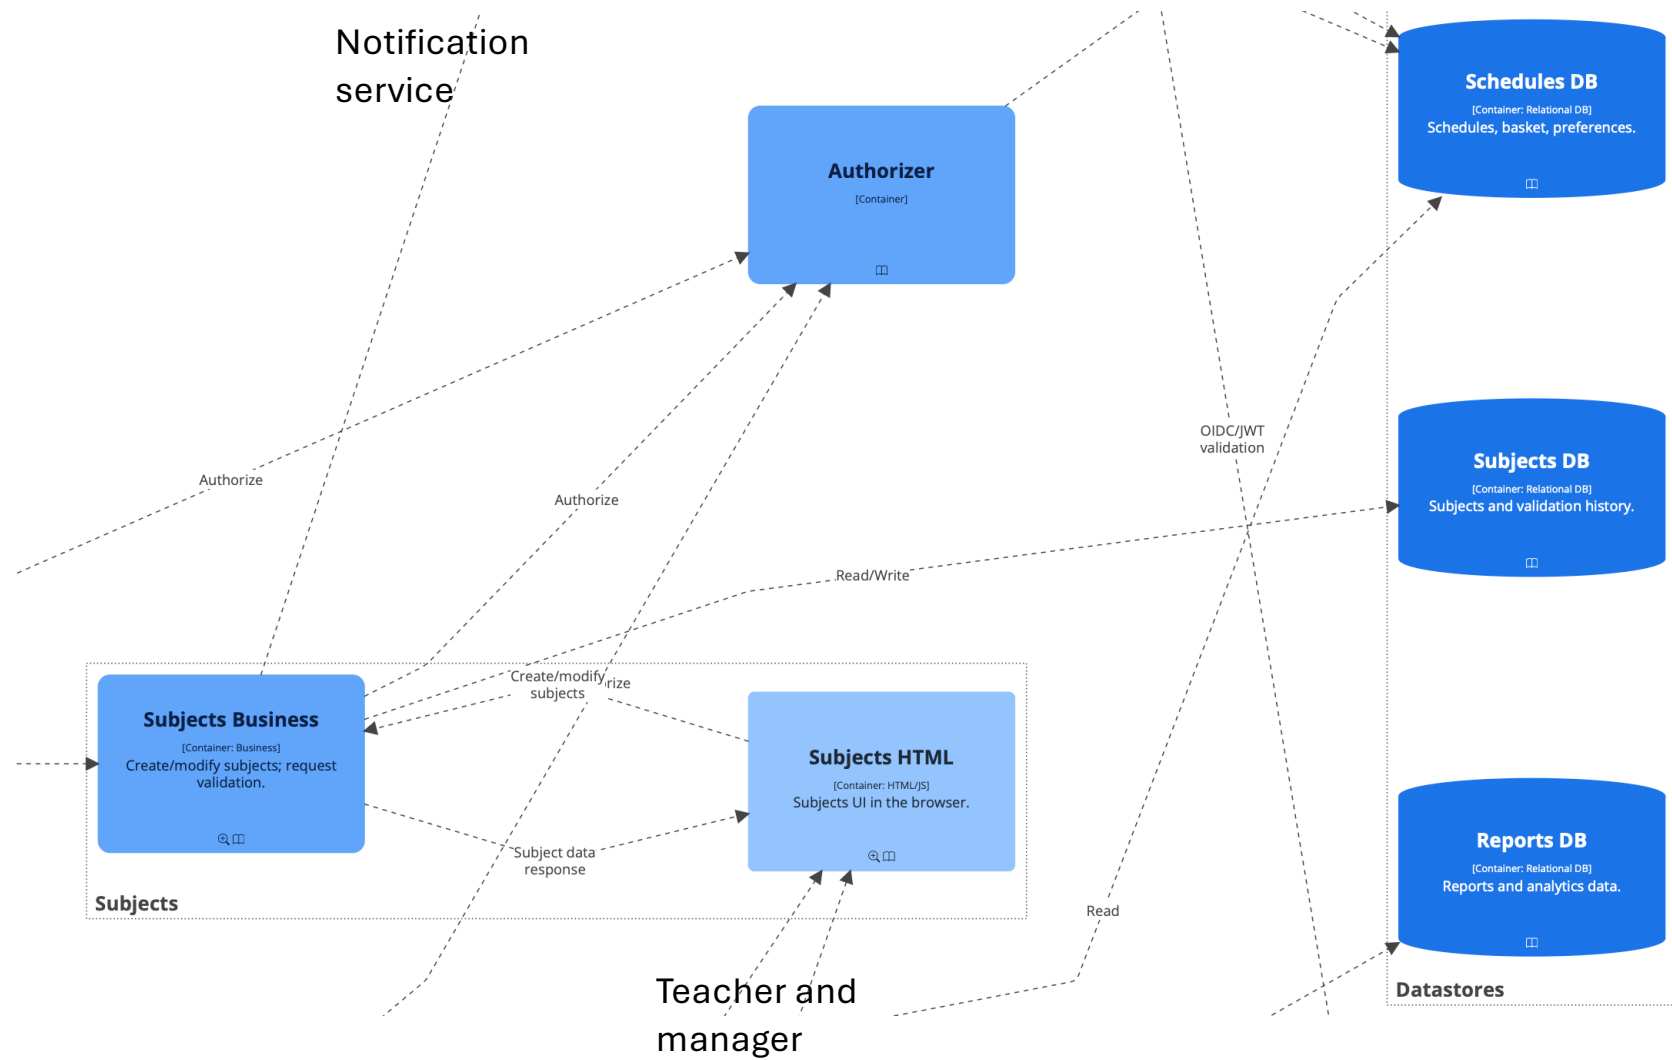 Notification
service
Authorizer
[Container]
Schedules DB
[Container: Relational DB]
Schedules, basket, preferences.
OIDC/JWT
validation
Authorize
Authorize
Subjects DB
[Container: Relational DB]
Subjects and validation history.
Read/Write
Create/modify
subjects
rize
Subjects Business
[Container: Business]
Create/modify subjects; request
validation.
Subjects HTML
[Container: HTML/JS]
Subjects UI in the browser.
Subject data
response
Subjects
Read
Reports DB
[Container: Relational DB]
Reports and analytics data.
Datastores
Teacher and
manager